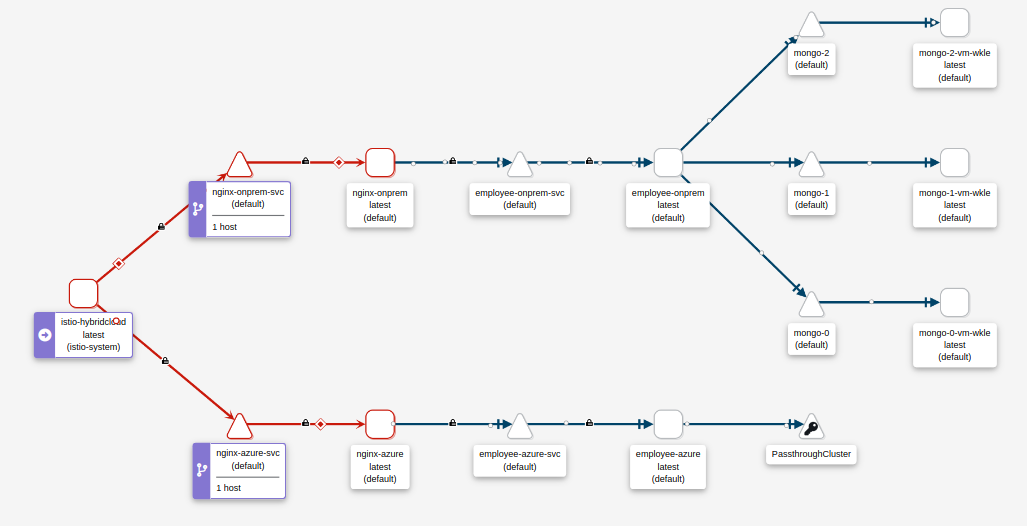 mongo-2
(default)
mongo-2-vm-wkle
latest
(default)
nginx-onprem-svc
(default)
1 host
nginx-onprem
latest
(default)
employee-onprem-svc
(default)
employee-onprem
latest
(default)
mongo-1
(default)
mongo-1-vm-wkle
latest
(default)
istio-hybridcloud
latest
(istio-system)
mongo-0
(default)
mongo-0-vm-wkle
latest
(default)
nginx-azure-svc
(default)
1 host
nginx-azure
latest
(default)
employee-azure-svc
(default)
employee-azure
latest
(default)
PassthroughCluster